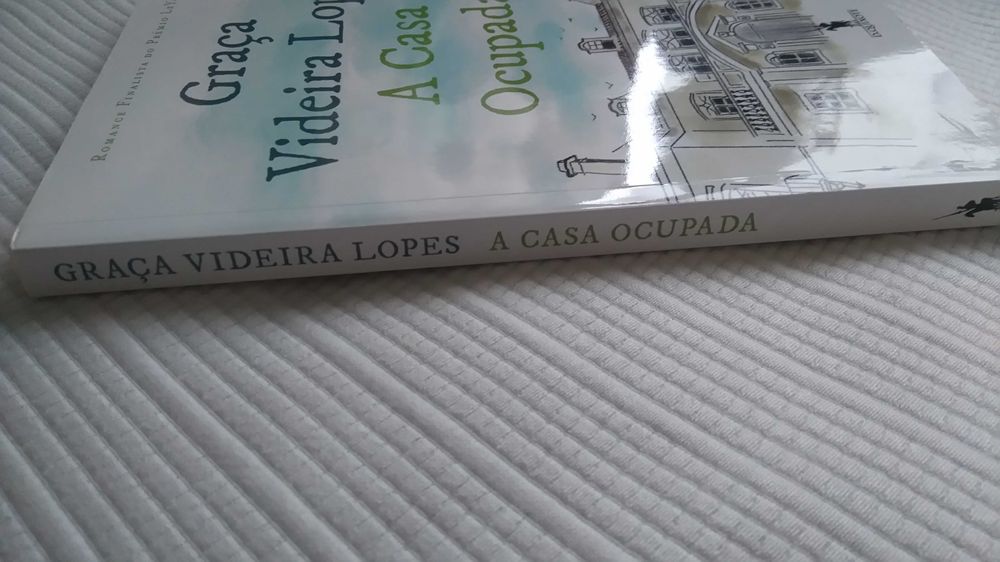 Romance Finalista do Prémio
Graça
Videira Lop
A Casa
Ocupada
GRAÇA VIDEIRA LOPES A CASA OCUPADA